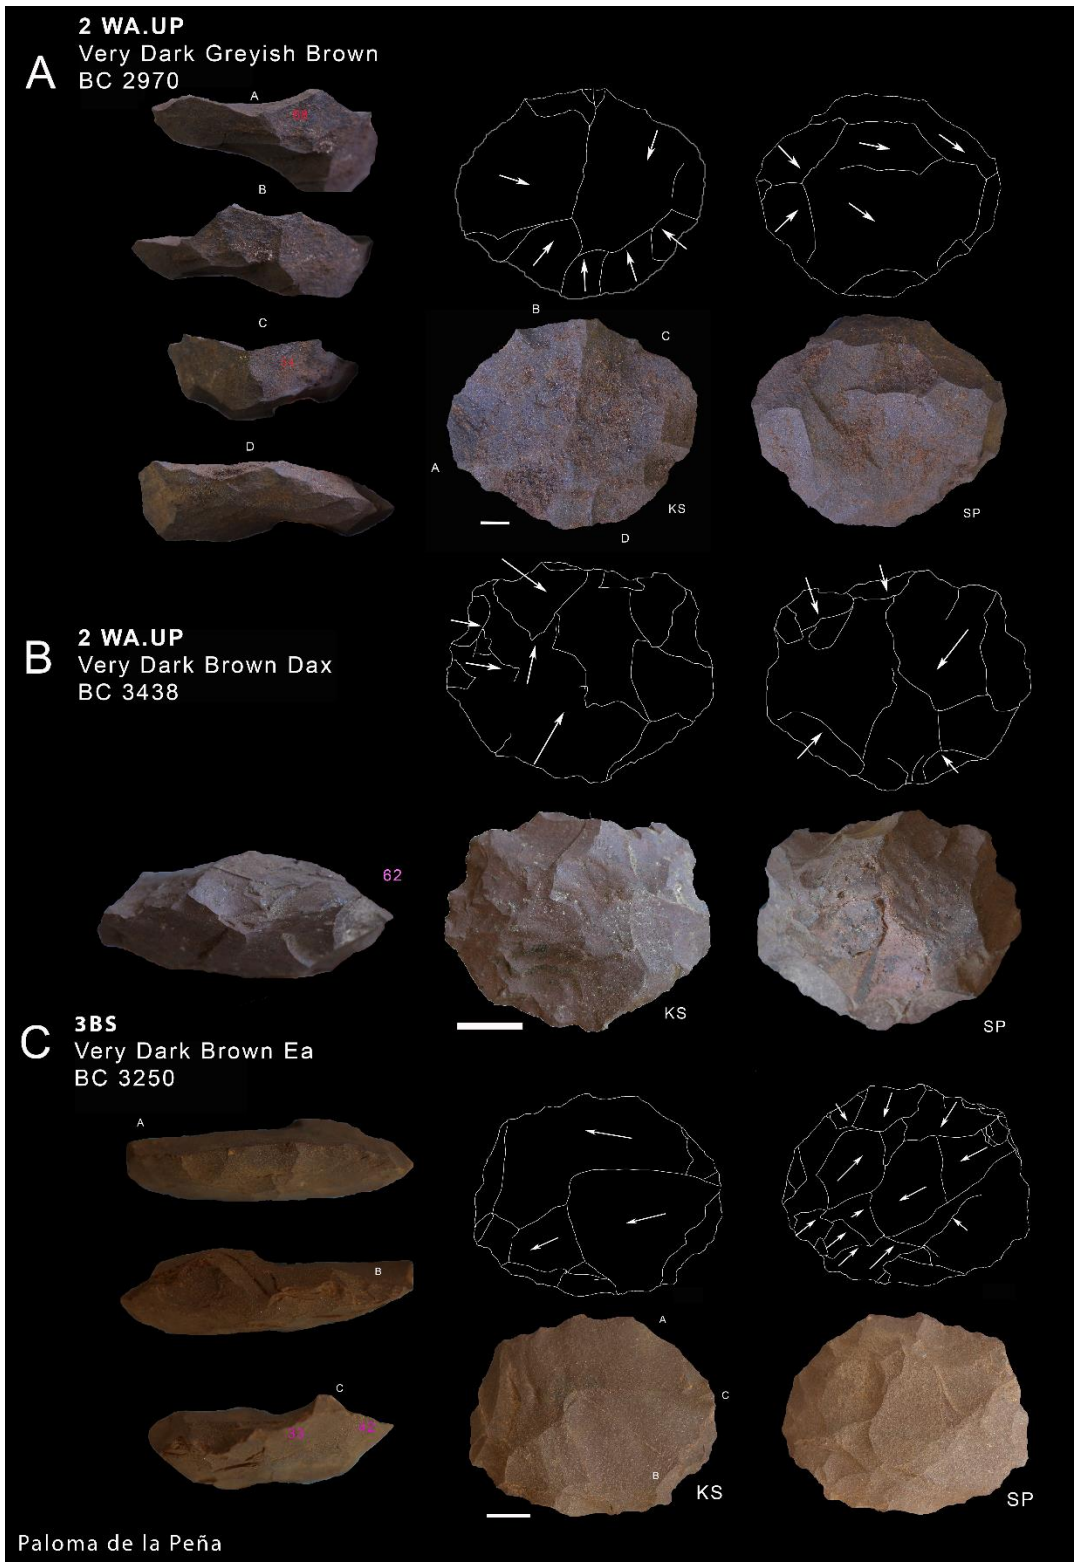 A
2 WA.UP
Very Dark Greyish Brown
BC 2970
A
B
C
D
B
C
A
D
KS
SP
B
2 WA.UP
Very Dark Brown Dax
BC 3438
62
KS
SP
C
3BS
Very Dark Brown Ea
BC 3250
A
B
C
A
C
B
KS
SP
Paloma de la Peña